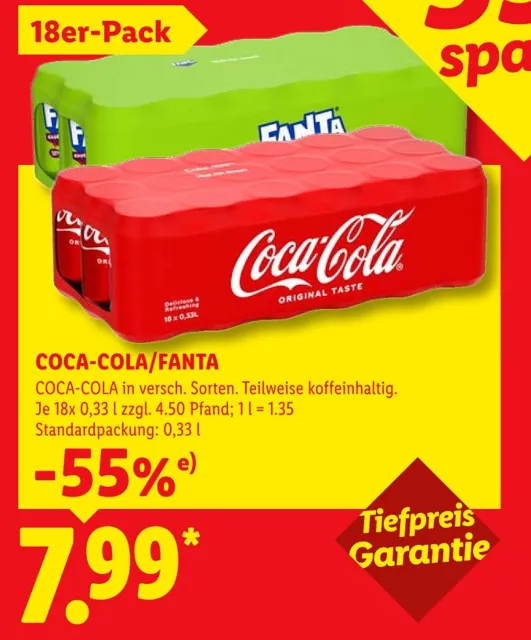 18er-Pack
spa
FANTA
Coca-Cola
ORIGINAL TASTE
Delicious &
Refreshing
18 x 0,33L
COCA-COLA/FANTA
COCA-COLA in versch. Sorten. Teilweise koffeinhaltig.
Je 18x 0,33 l zzgl. 4.50 Pfand; 1 l = 1.35
Standardpackung: 0,33 l
-55%e)
7.99*
Tiefpreis
Garantie